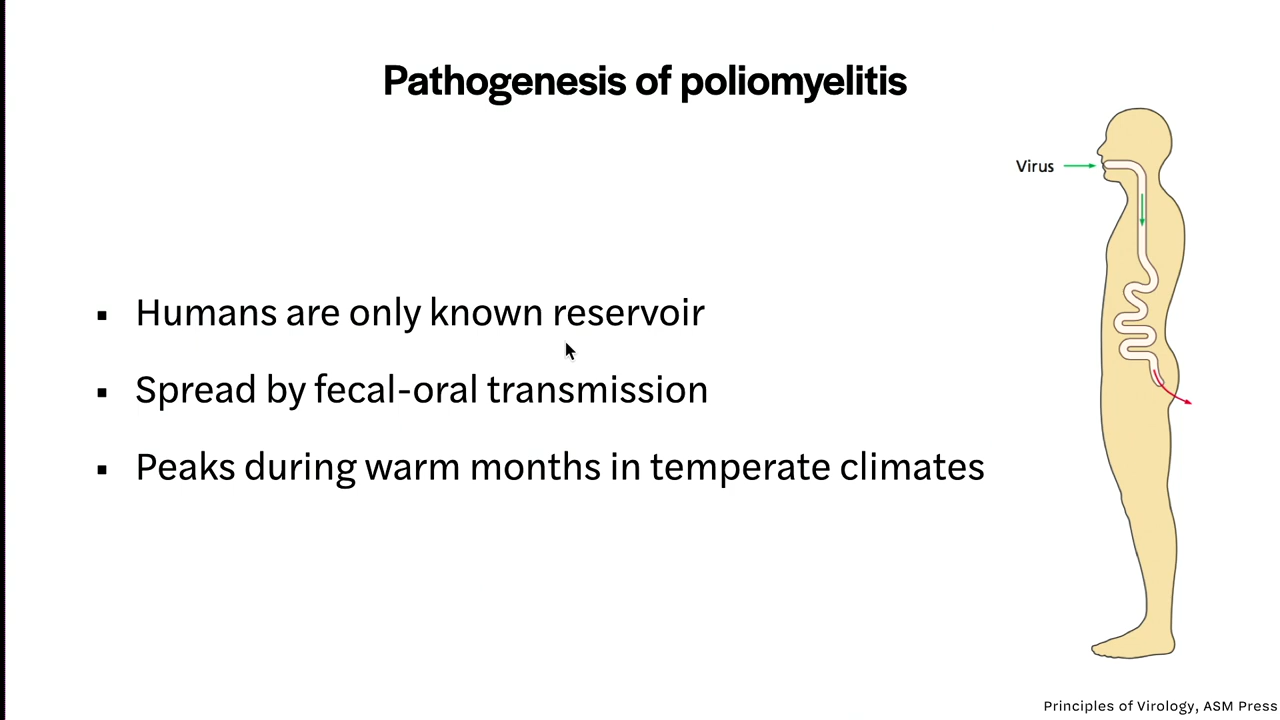 Pathogenesis of poliomyelitis
Virus
▪ Humans are only known reservoir
▪ Spread by fecal-oral transmission
▪ Peaks during warm months in temperate climates
Principles of Virology, ASM Press